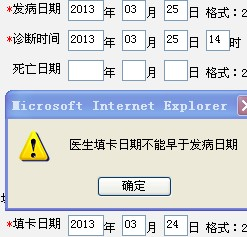 *发病日期 2013 年 03 月 25 日 格式：2
*诊断时间 2013 年 03 月 25 日 14 时
死亡日期 年 月 日 格式：2
Microsoft Internet Explorer
医生填卡日期不能早于发病日期
确定
*填卡日期 2013 年 03 月 24 日 格式：2